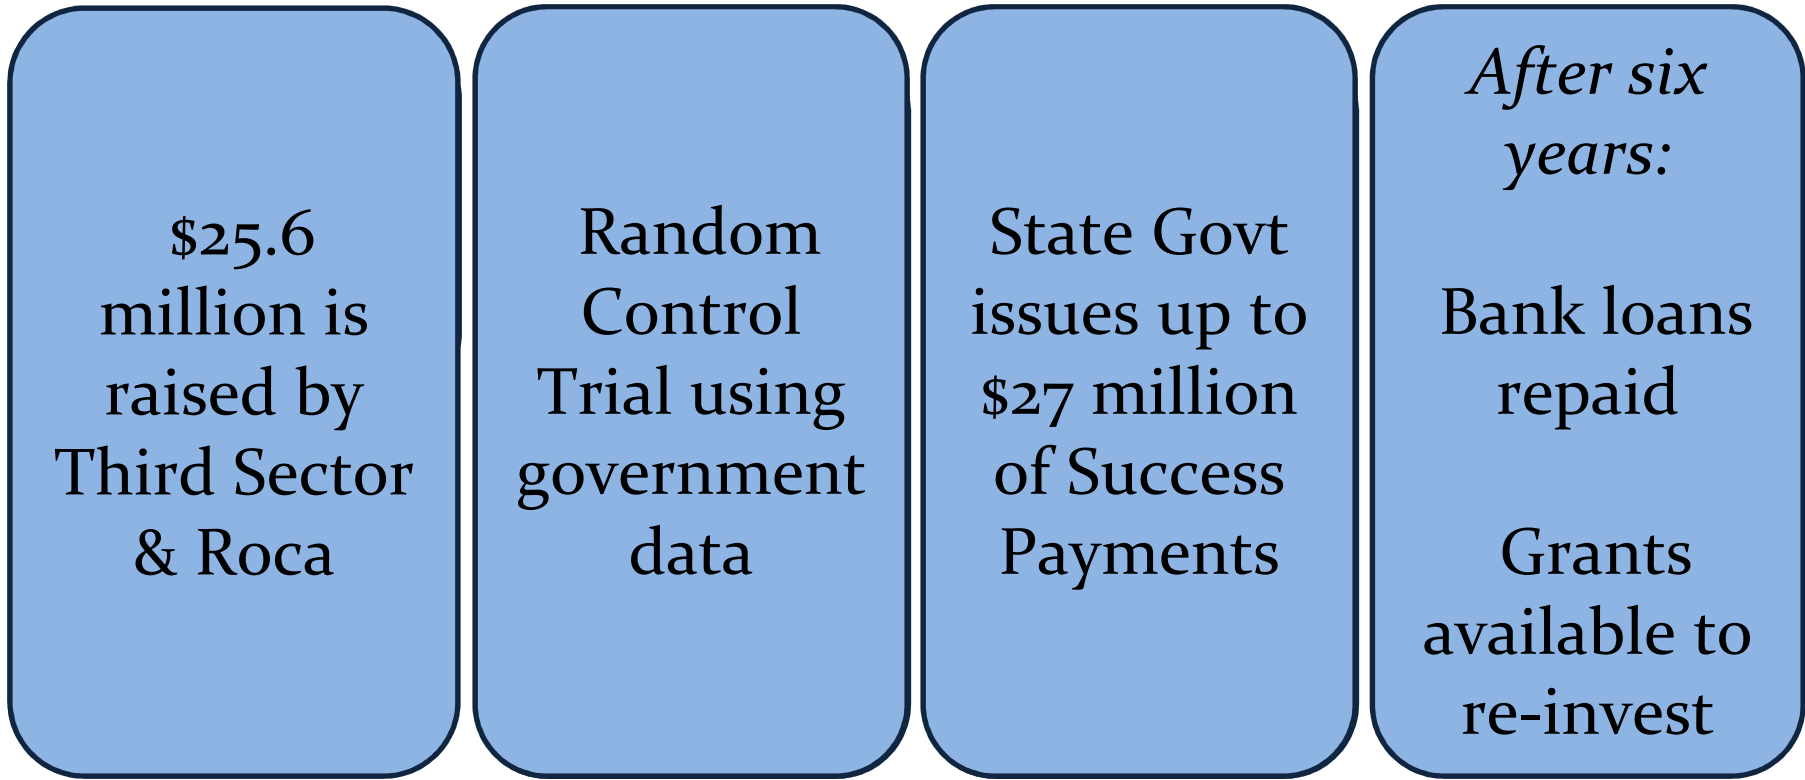 $25.6
million is
raised by
Third Sector
& Roca
Random
Control
Trial using
government
data
State Govt
issues up to
$27 million
of Success
Payments
After six
years:
Bank loans
repaid
Grants
available to
re-invest